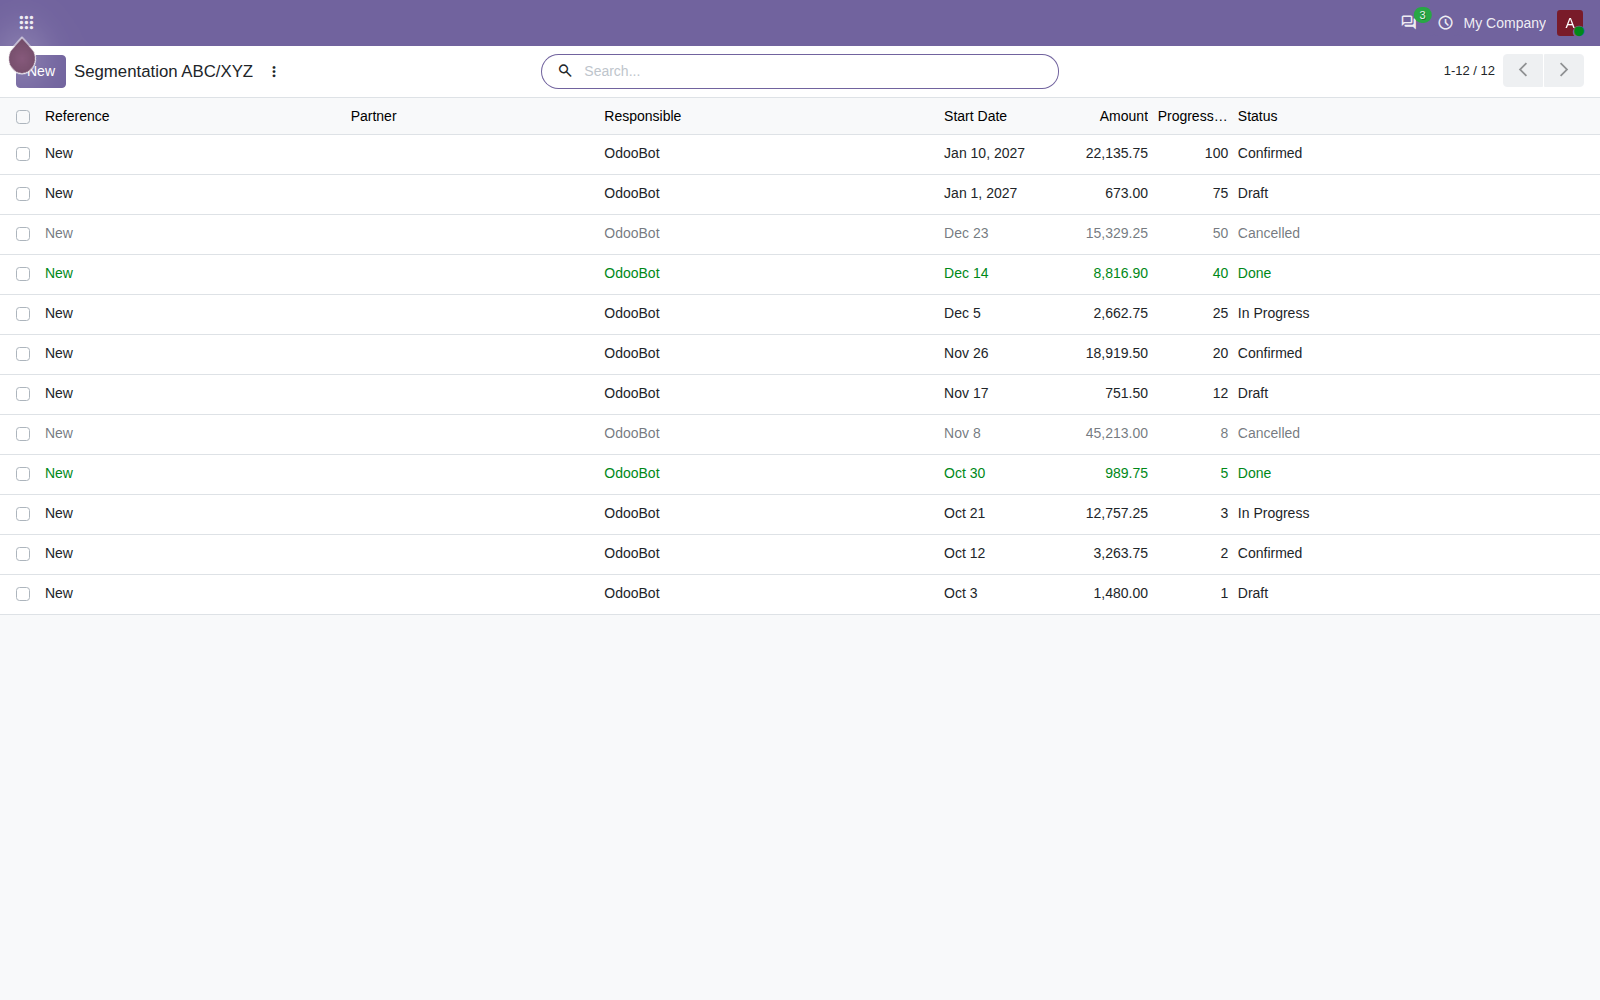 3 My Company A
New Segmentation ABC/XYZ Search... 1-12 / 12
Reference Partner Responsible Start Date Amount Progress… Status
New OdooBot Jan 10, 2027 22,135.75 100 Confirmed
New OdooBot Jan 1, 2027 673.00 75 Draft
New OdooBot Dec 23 15,329.25 50 Cancelled
New OdooBot Dec 14 8,816.90 40 Done
New OdooBot Dec 5 2,662.75 25 In Progress
New OdooBot Nov 26 18,919.50 20 Confirmed
New OdooBot Nov 17 751.50 12 Draft
New OdooBot Nov 8 45,213.00 8 Cancelled
New OdooBot Oct 30 989.75 5 Done
New OdooBot Oct 21 12,757.25 3 In Progress
New OdooBot Oct 12 3,263.75 2 Confirmed
New OdooBot Oct 3 1,480.00 1 Draft